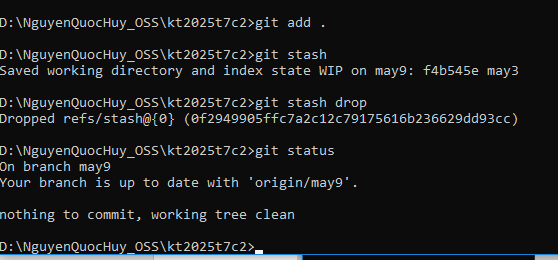 D:\NguyenQuocHuy_OSS\kt2025t7c2>git add .
D:\NguyenQuocHuy_OSS\kt2025t7c2>git stash
Saved working directory and index state WIP on may9: f4b545e may3
D:\NguyenQuocHuy_OSS\kt2025t7c2>git stash drop
Dropped refs/stash@{0} (0f2949905ffc7a2c12c79175616b236629dd93cc)
D:\NguyenQuocHuy_OSS\kt2025t7c2>git status
On branch may9
Your branch is up to date with 'origin/may9'.
nothing to commit, working tree clean
D:\NguyenQuocHuy_OSS\kt2025t7c2>